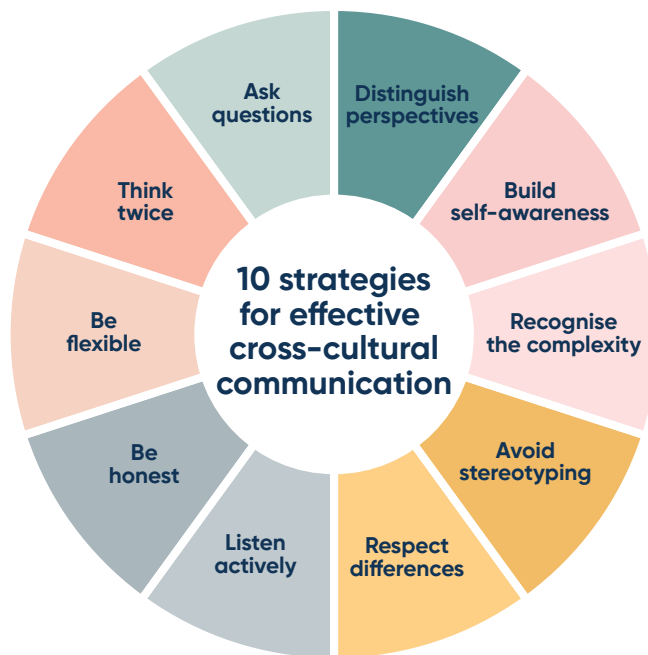 10 strategies
for effective
cross-cultural
communication
Distinguish
perspectives
Build
self-awareness
Recognise
the complexity
Avoid
stereotyping
Respect
differences
Listen
actively
Be
honest
Be
flexible
Think
twice
Ask
questions